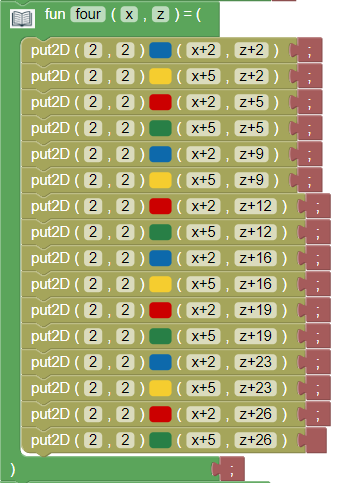 fun four ( x , z ) = (
put2D ( 2 , 2 ) ( x+2 , z+2 ) ;
put2D ( 2 , 2 ) ( x+5 , z+2 ) ;
put2D ( 2 , 2 ) ( x+2 , z+5 ) ;
put2D ( 2 , 2 ) ( x+5 , z+5 ) ;
put2D ( 2 , 2 ) ( x+2 , z+9 ) ;
put2D ( 2 , 2 ) ( x+5 , z+9 ) ;
put2D ( 2 , 2 ) ( x+2 , z+12 ) ;
put2D ( 2 , 2 ) ( x+5 , z+12 ) ;
put2D ( 2 , 2 ) ( x+2 , z+16 ) ;
put2D ( 2 , 2 ) ( x+5 , z+16 ) ;
put2D ( 2 , 2 ) ( x+2 , z+19 ) ;
put2D ( 2 , 2 ) ( x+5 , z+19 ) ;
put2D ( 2 , 2 ) ( x+2 , z+23 ) ;
put2D ( 2 , 2 ) ( x+5 , z+23 ) ;
put2D ( 2 , 2 ) ( x+2 , z+26 ) ;
put2D ( 2 , 2 ) ( x+5 , z+26 )
) ;